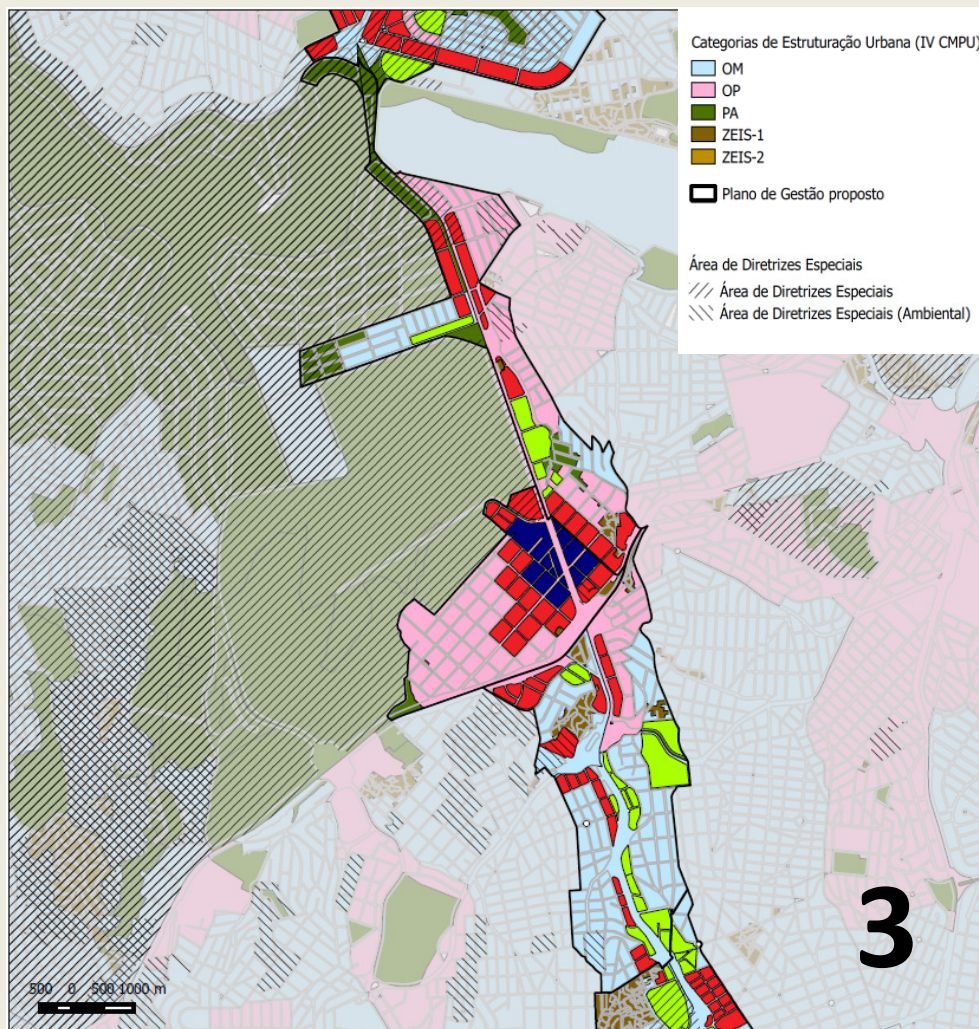 Categorias de Estruturação Urbana (IV CMPU)
OM
OP
PA
ZEIS-1
ZEIS-2
Plano de Gestão proposto
Área de Diretrizes Especiais
Área de Diretrizes Especiais
Área de Diretrizes Especiais (Ambiental)
3
500 0 500 1000 m